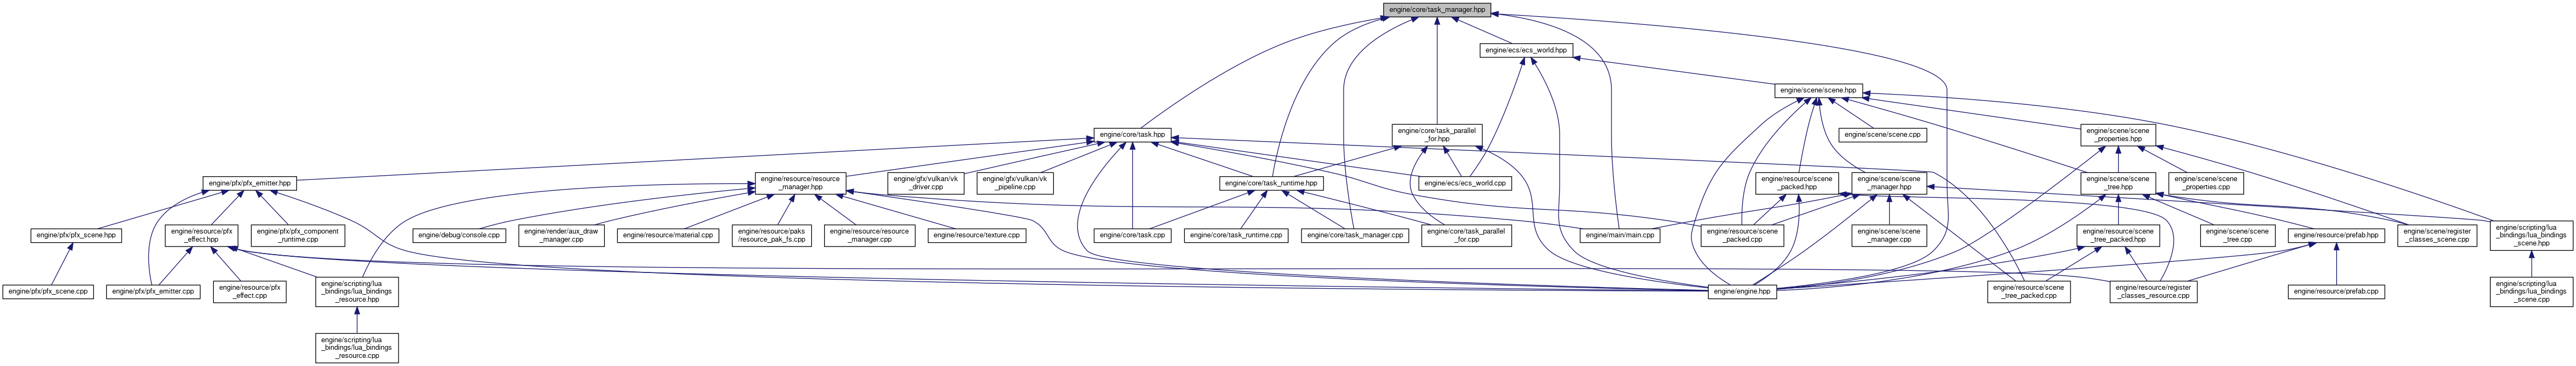 engine/core/task_manager.hpp
engine/ecs/ecs_world.hpp
engine/scene/scene.hpp
engine/core/task.hpp
engine/core/task_parallel
_for.hpp
engine/scene/scene.cpp
engine/scene/scene
_properties.hpp
engine/pfx/pfx_emitter.hpp
engine/resource/resource
_manager.hpp
engine/gfx/vulkan/vk
_driver.cpp
engine/gfx/vulkan/vk
_pipeline.cpp
engine/core/task_runtime.hpp
engine/ecs/ecs_world.cpp
engine/resource/scene
_packed.hpp
engine/scene/scene
_manager.hpp
engine/scene/scene
_tree.hpp
engine/scene/scene
_properties.cpp
engine/pfx/pfx_scene.hpp
engine/resource/pfx
_effect.hpp
engine/pfx/pfx_component
_runtime.cpp
engine/debug/console.cpp
engine/render/aux_draw
_manager.cpp
engine/resource/material.cpp
engine/resource/paks
/resource_pak_fs.cpp
engine/resource/resource
_manager.cpp
engine/resource/texture.cpp
engine/core/task.cpp
engine/core/task_runtime.cpp
engine/core/task_manager.cpp
engine/core/task_parallel
_for.cpp
engine/main/main.cpp
engine/resource/scene
_packed.cpp
engine/scene/scene
_manager.cpp
engine/resource/scene
_tree_packed.hpp
engine/scene/scene
_tree.cpp
engine/resource/prefab.hpp
engine/scene/register
_classes_scene.cpp
engine/scripting/lua
_bindings/lua_bindings
_scene.hpp
engine/pfx/pfx_scene.cpp
engine/pfx/pfx_emitter.cpp
engine/resource/pfx
_effect.cpp
engine/scripting/lua
_bindings/lua_bindings
_resource.hpp
engine/engine.hpp
engine/resource/scene
_tree_packed.cpp
engine/resource/register
_classes_resource.cpp
engine/resource/prefab.cpp
engine/scripting/lua
_bindings/lua_bindings
_scene.cpp
engine/scripting/lua
_bindings/lua_bindings
_resource.cpp